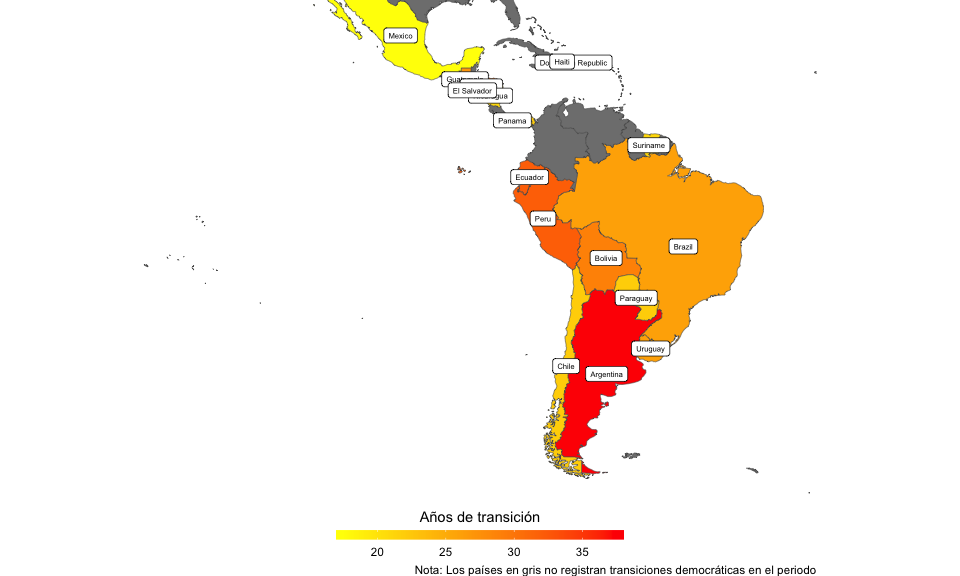 Mexico
Do
Haiti
Republic
El Salvador
Panama
Suriname
Ecuador
Peru
Brazil
Bolivia
Paraguay
Uruguay
Chile
Argentina
Años de transición
20 25 30 35
Nota: Los países en gris no registran transiciones democráticas en el periodo